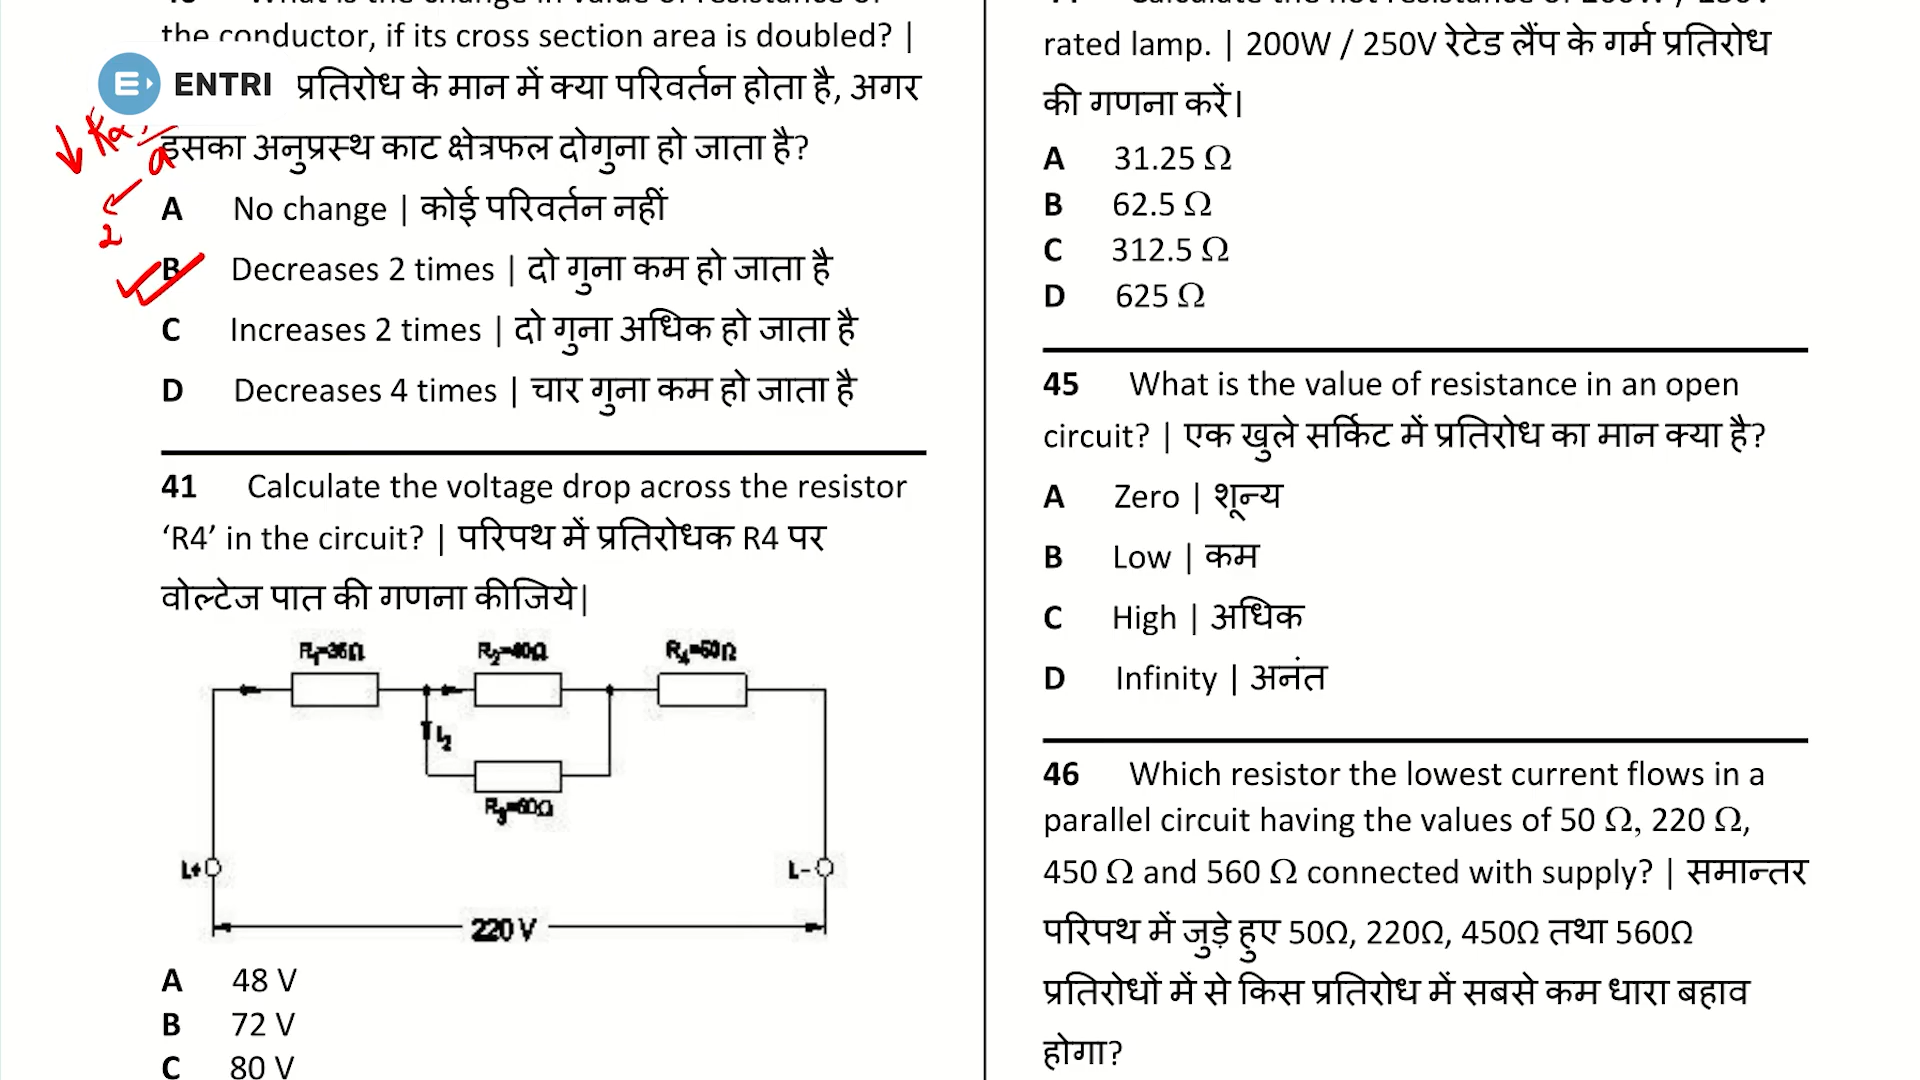 the conductor, if its cross section area is doubled? |
ENTRI प्रतिरोध के मान में क्या परिवर्तन होता है, अगर
इसका अनुप्रस्थ काट क्षेत्रफल दोगुना हो जाता है?
a
2
A No change | कोई परिवर्तन नहीं
B Decreases 2 times | दो गुना कम हो जाता है
C Increases 2 times | दो गुना अधिक हो जाता है
D Decreases 4 times | चार गुना कम हो जाता है
41 Calculate the voltage drop across the resistor
‘R4’ in the circuit? | परिपथ में प्रतिरोधक R4 पर
वोल्टेज पात की गणना कीजिये|
R2=40Ω
I2
L+
L-
220 V
A 48 V
B 72 V
C 80 V
rated lamp. | 200W / 250V रेटेड लैंप के गर्म प्रतिरोध
की गणना करें|
A 31.25 Ω
B 62.5 Ω
C 312.5 Ω
D 625 Ω
45 What is the value of resistance in an open
circuit? | एक खुले सर्किट में प्रतिरोध का मान क्या है?
A Zero | शून्य
B Low | कम
C High | अधिक
D Infinity | अनंत
46 Which resistor the lowest current flows in a
parallel circuit having the values of 50 Ω, 220 Ω,
450 Ω and 560 Ω connected with supply? | समान्तर
परिपथ में जुड़े हुए 50Ω, 220Ω, 450Ω तथा 560Ω
प्रतिरोधों में से किस प्रतिरोध में सबसे कम धारा बहाव
होगा?